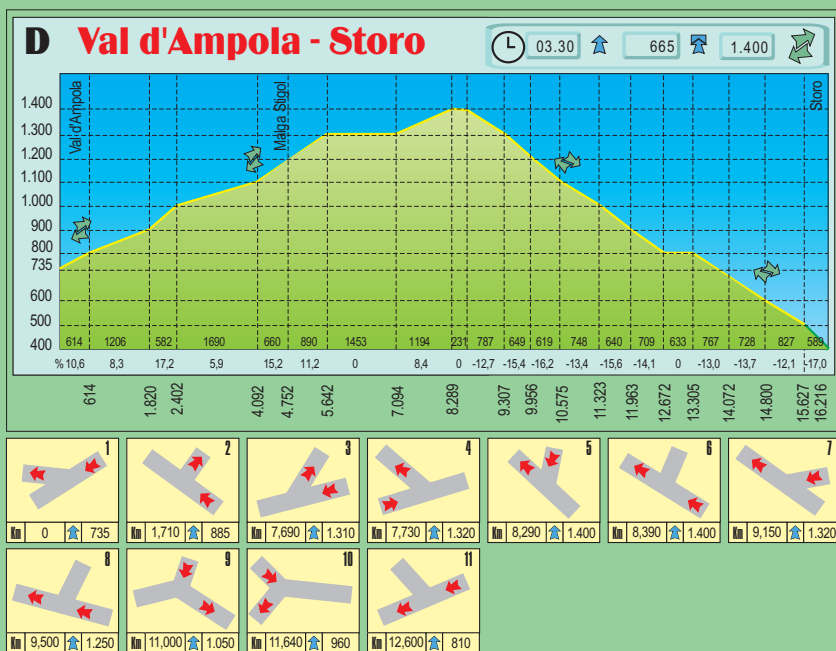 D Val d'Ampola - Storo 03.30 665 1.400
1.400
1.300
1.200
1.100
1.000
900
800
735
600
500
400
Val d'Ampola
Malga Stigol
Storo
614 1206 582 1690 660 890 1453 1194 231 787 649 619 748 640 709 633 767 728 827 589
% 10,6 8,3 17,2 5,9 15,2 11,2 0 8,4 0 -12,7 -15,4 -16,2 -13,4 -15,6 -14,1 0 -13,0 -13,7 -12,1 -17,0
614 1.820 2.402 4.092 4.752 5.642 7.094 8.289 9.307 9.956 10.575 11.323 11.963 12.672 13.305 14.072 14.800 15.627 16.216
1 2 3 4 5 6 7
Km 0 735 Km 1,710 885 Km 7,690 1.310 Km 7,730 1.320 Km 8,290 1.400 Km 8,390 1.400 Km 9,150 1.320
8 9 10 11
Km 9,500 1.250 Km 11,000 1.050 Km 11,640 960 Km 12,600 810